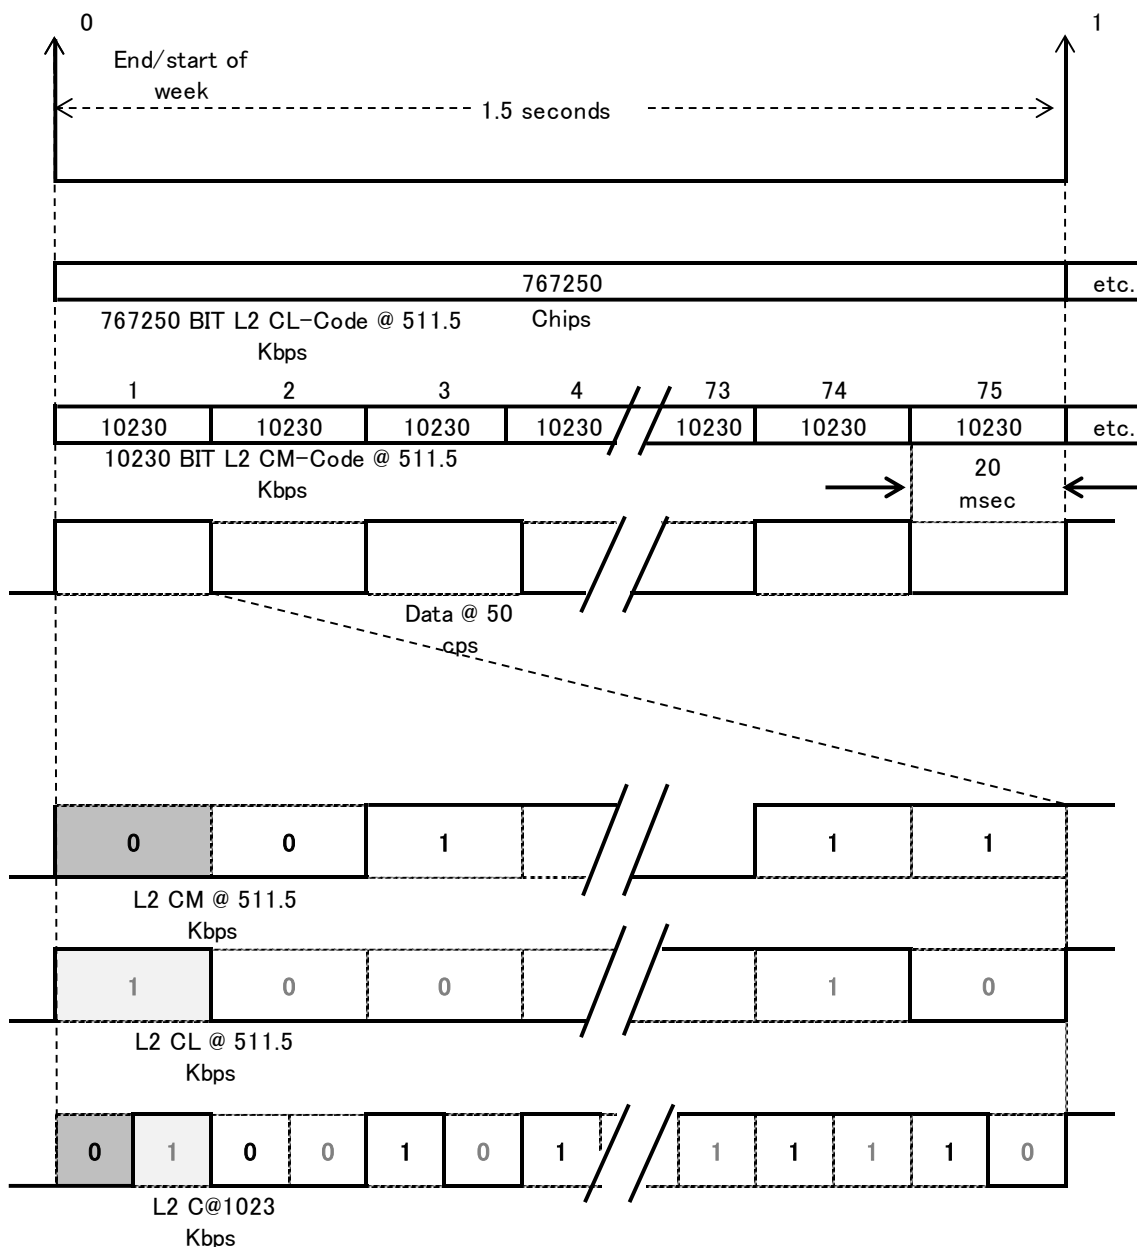 0 1
End/start of
week
1.5 seconds
767250 etc.
767250 BIT L2 CL-Code @ 511.5 Chips
Kbps
1 2 3 4 73 74 75
10230 10230 10230 10230 10230 10230 10230 etc.
10230 BIT L2 CM-Code @ 511.5
Kbps
20
msec
Data @ 50
cps
0 0 1 1 1
L2 CM @ 511.5
Kbps
1 0 0 1 0
L2 CL @ 511.5
Kbps
0 1 0 0 1 0 1 1 1 1 1 0
L2 C@1023
Kbps